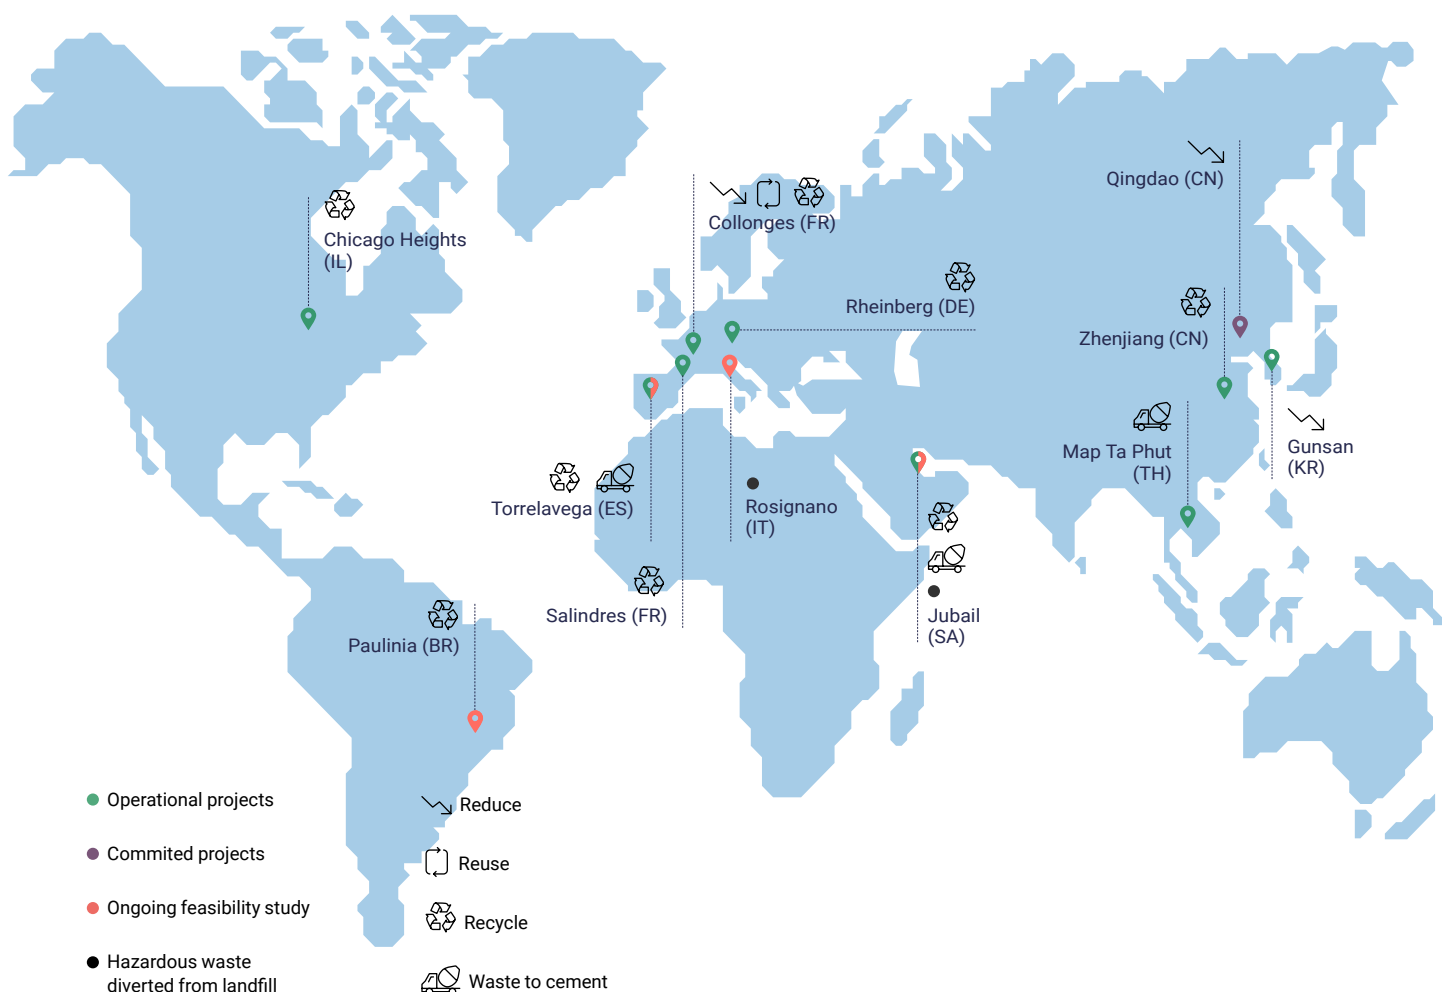 Qingdao (CN)
Collonges (FR)
Chicago Heights
(IL)
Rheinberg (DE)
Zhenjiang (CN)
Gunsan
(KR)
Map Ta Phut
(TH)
Torrelavega (ES)
Rosignano
(IT)
Salindres (FR)
Jubail
(SA)
Paulinia (BR)
Operational projects
Commited projects
Ongoing feasibility study
Hazardous waste
diverted from landfill
Reduce
Reuse
Recycle
Waste to cement